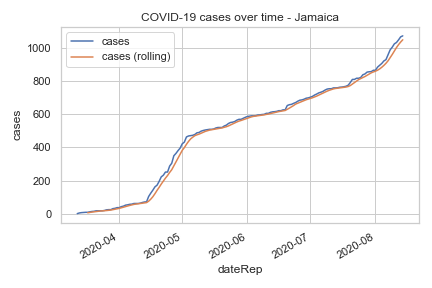 COVID-19 cases over time - Jamaica
cases
cases (rolling)
1000
800
600
400
200
0
cases
2020-04
2020-05
2020-06
2020-07
2020-08
dateRep